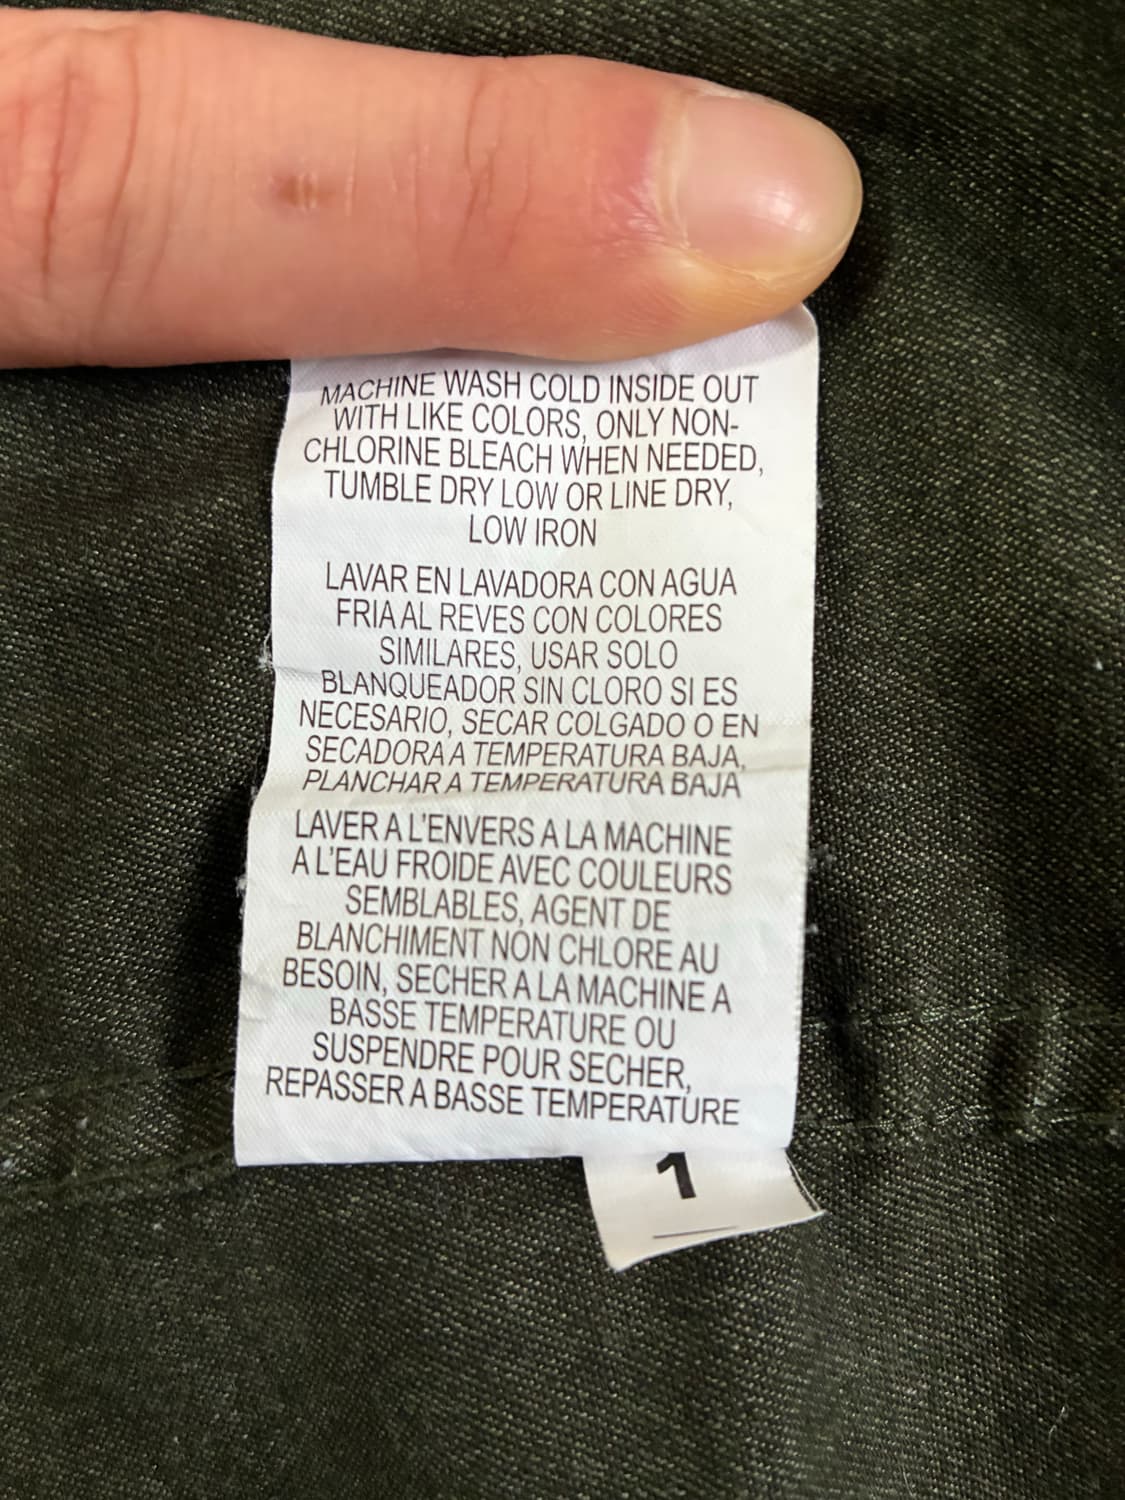 MACHINE WASH COLD INSIDE OUT
WITH LIKE COLORS, ONLY NON-
CHLORINE BLEACH WHEN NEEDED,
TUMBLE DRY LOW OR LINE DRY,
LOW IRON
LAVAR EN LAVADORA CON AGUA
FRIA AL REVES CON COLORES
SIMILARES, USAR SOLO
BLANQUEADOR SIN CLORO SI ES
NECESARIO, SECAR COLGADO O EN
SECADORA A TEMPERATURA BAJA,
PLANCHAR A TEMPERATURA BAJA
LAVER A L'ENVERS A LA MACHINE
A L'EAU FROIDE AVEC COULEURS
SEMBLABLES, AGENT DE
BLANCHIMENT NON CHLORE AU
BESOIN, SECHER A LA MACHINE A
BASSE TEMPERATURE OU
SUSPENDRE POUR SECHER,
REPASSER A BASSE TEMPERATURE
1